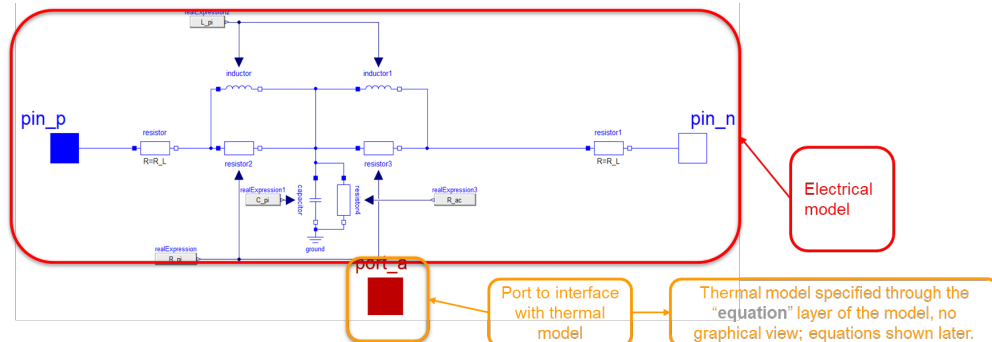 realExpression2
L_pi
inductor
inductor1
pin_p
pin_n
resistor
resistor1
R=R_L
resistor2
resistor3
R=R_L
realExpression1
C_pi
capacitor
resistor4
realExpression3
R_ac
ground
realExpression
R_pi
port_a
Electrical
model
Port to interface
with thermal
model
Thermal model specified through the
“equation” layer of the model, no
graphical view; equations shown later.